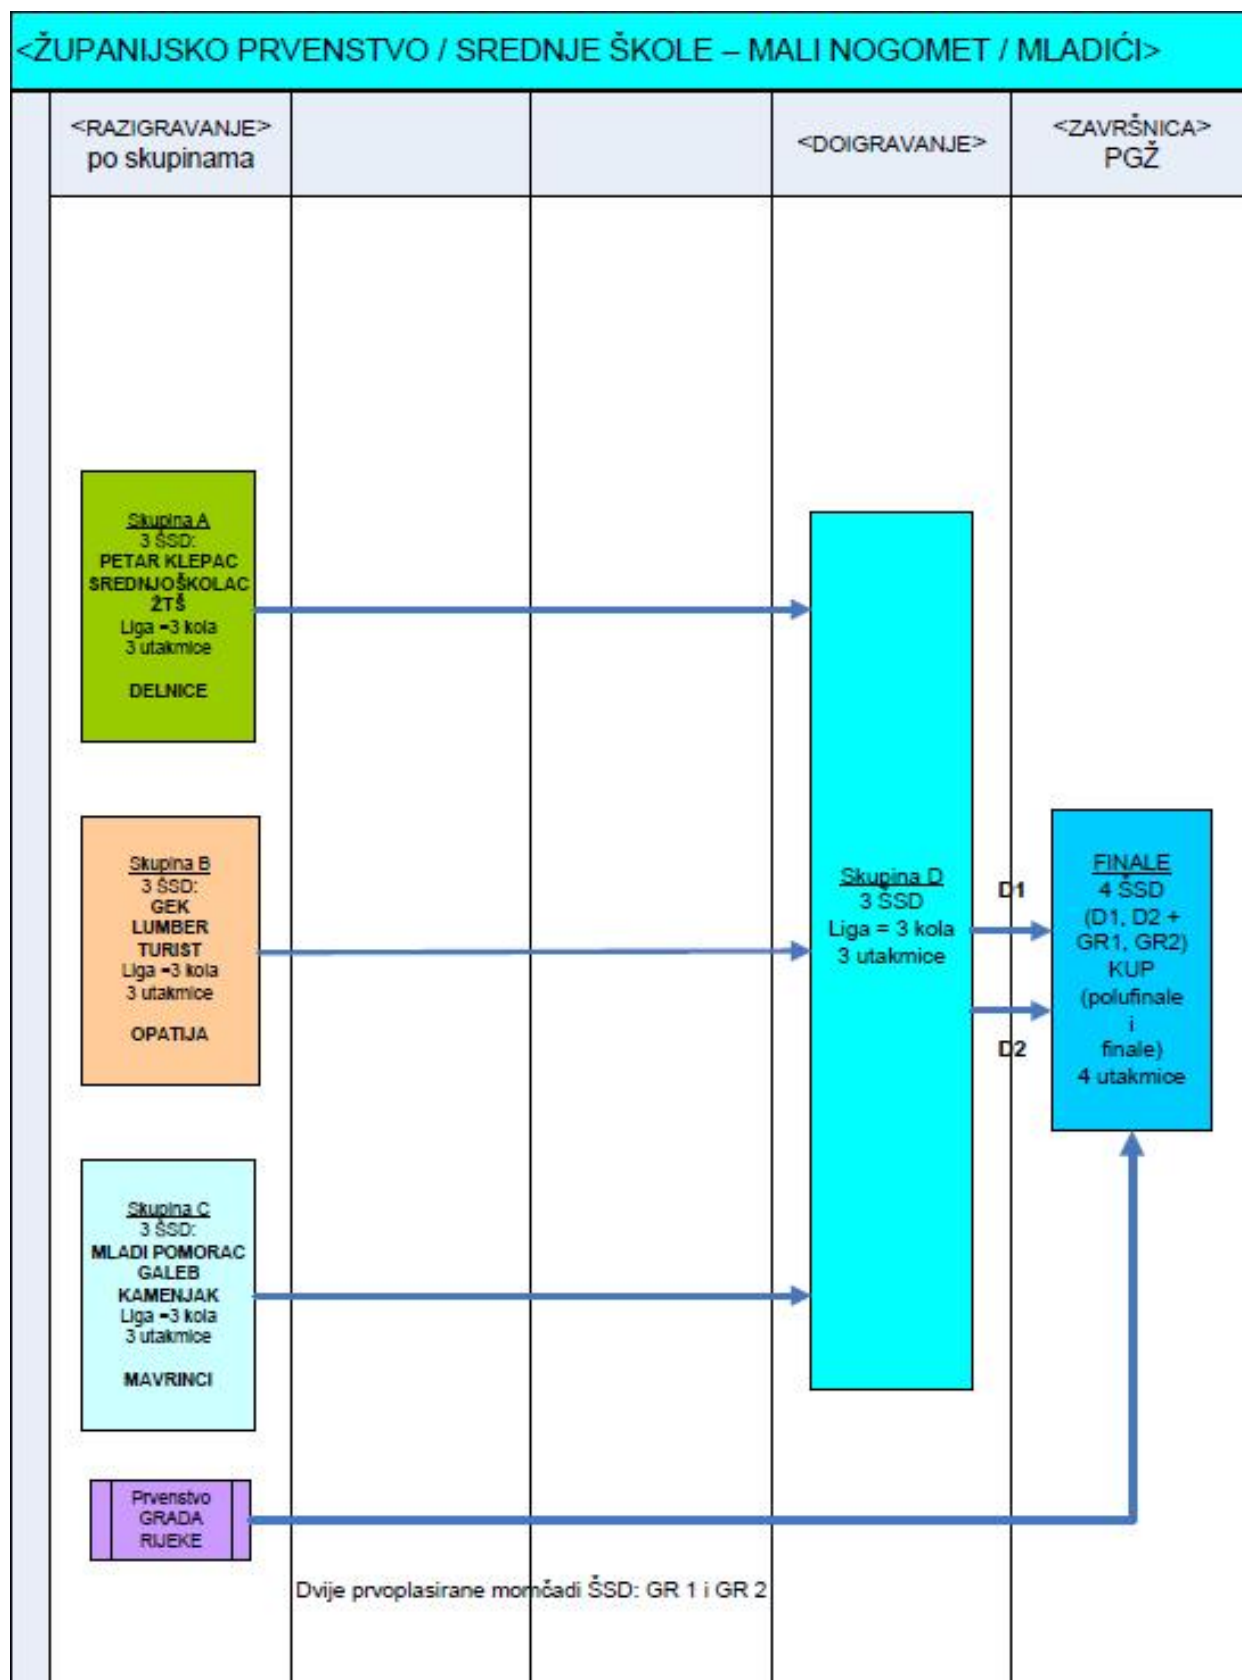 <ŽUPANIJSKO PRVENSTVO / SREDNJE ŠKOLE – MALI NOGOMET / MLADIĆI>
<RAZIGRAVANJE>
po skupinama
<DOIGRAVANJE>
<ZAVRŠNICA>
PGŽ
Skupina A
3 ŠSD:
PETAR KLEPAC
SREDNJOŠKOLAC
ŽTŠ
Liga =3 kola
3 utakmice
DELNICE
Skupina B
3 ŠSD:
GEK
LUMBER
TURIST
Liga =3 kola
3 utakmice
OPATIJA
Skupina C
3 ŠSD:
MLADI POMORAC
GALEB
KAMENJAK
Liga =3 kola
3 utakmice
MAVRINCI
Prvenstvo
GRADA
RIJEKE
Dvije prvoplasirane momčadi ŠSD: GR 1 i GR 2
Skupina D
3 ŠSD
Liga = 3 kola
3 utakmice
D1
D2
FINALE
4 ŠSD
(D1, D2 +
GR1, GR2)
KUP
(polufinale
i
finale)
4 utakmice